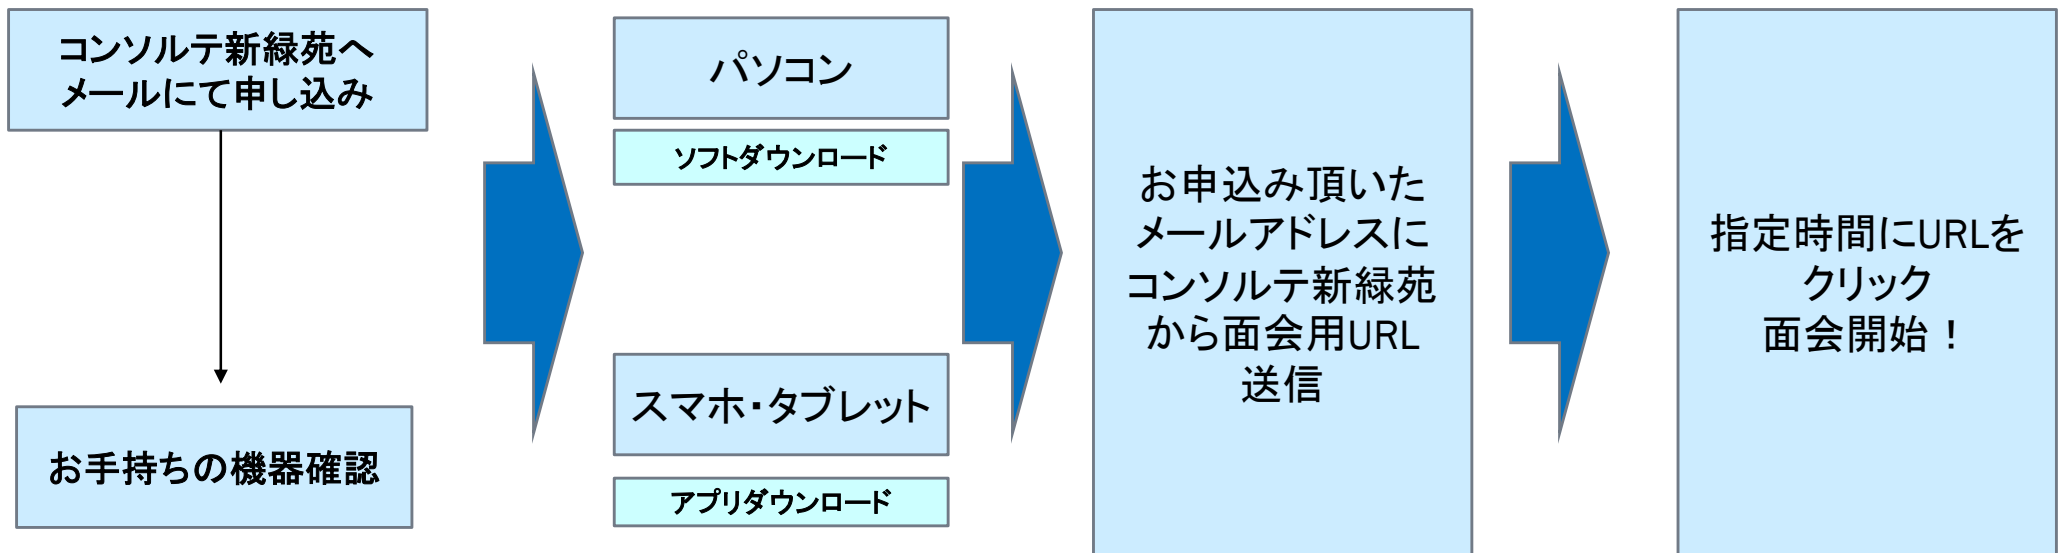 コンソルテ新緑苑へ
メールにて申し込み
お手持ちの機器確認
パソコン
ソフトダウンロード
スマホ・タブレット
アプリダウンロード
お申込み頂いた
メールアドレスに
コンソルテ新緑苑
から面会用URL
送信
指定時間にURLを
クリック
面会開始！